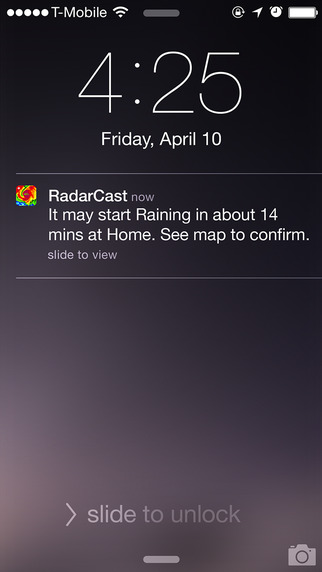 T-Mobile
4:25
Friday, April 10
RadarCast now
It may start Raining in about 14
mins at Home. See map to confirm.
slide to view
slide to unlock